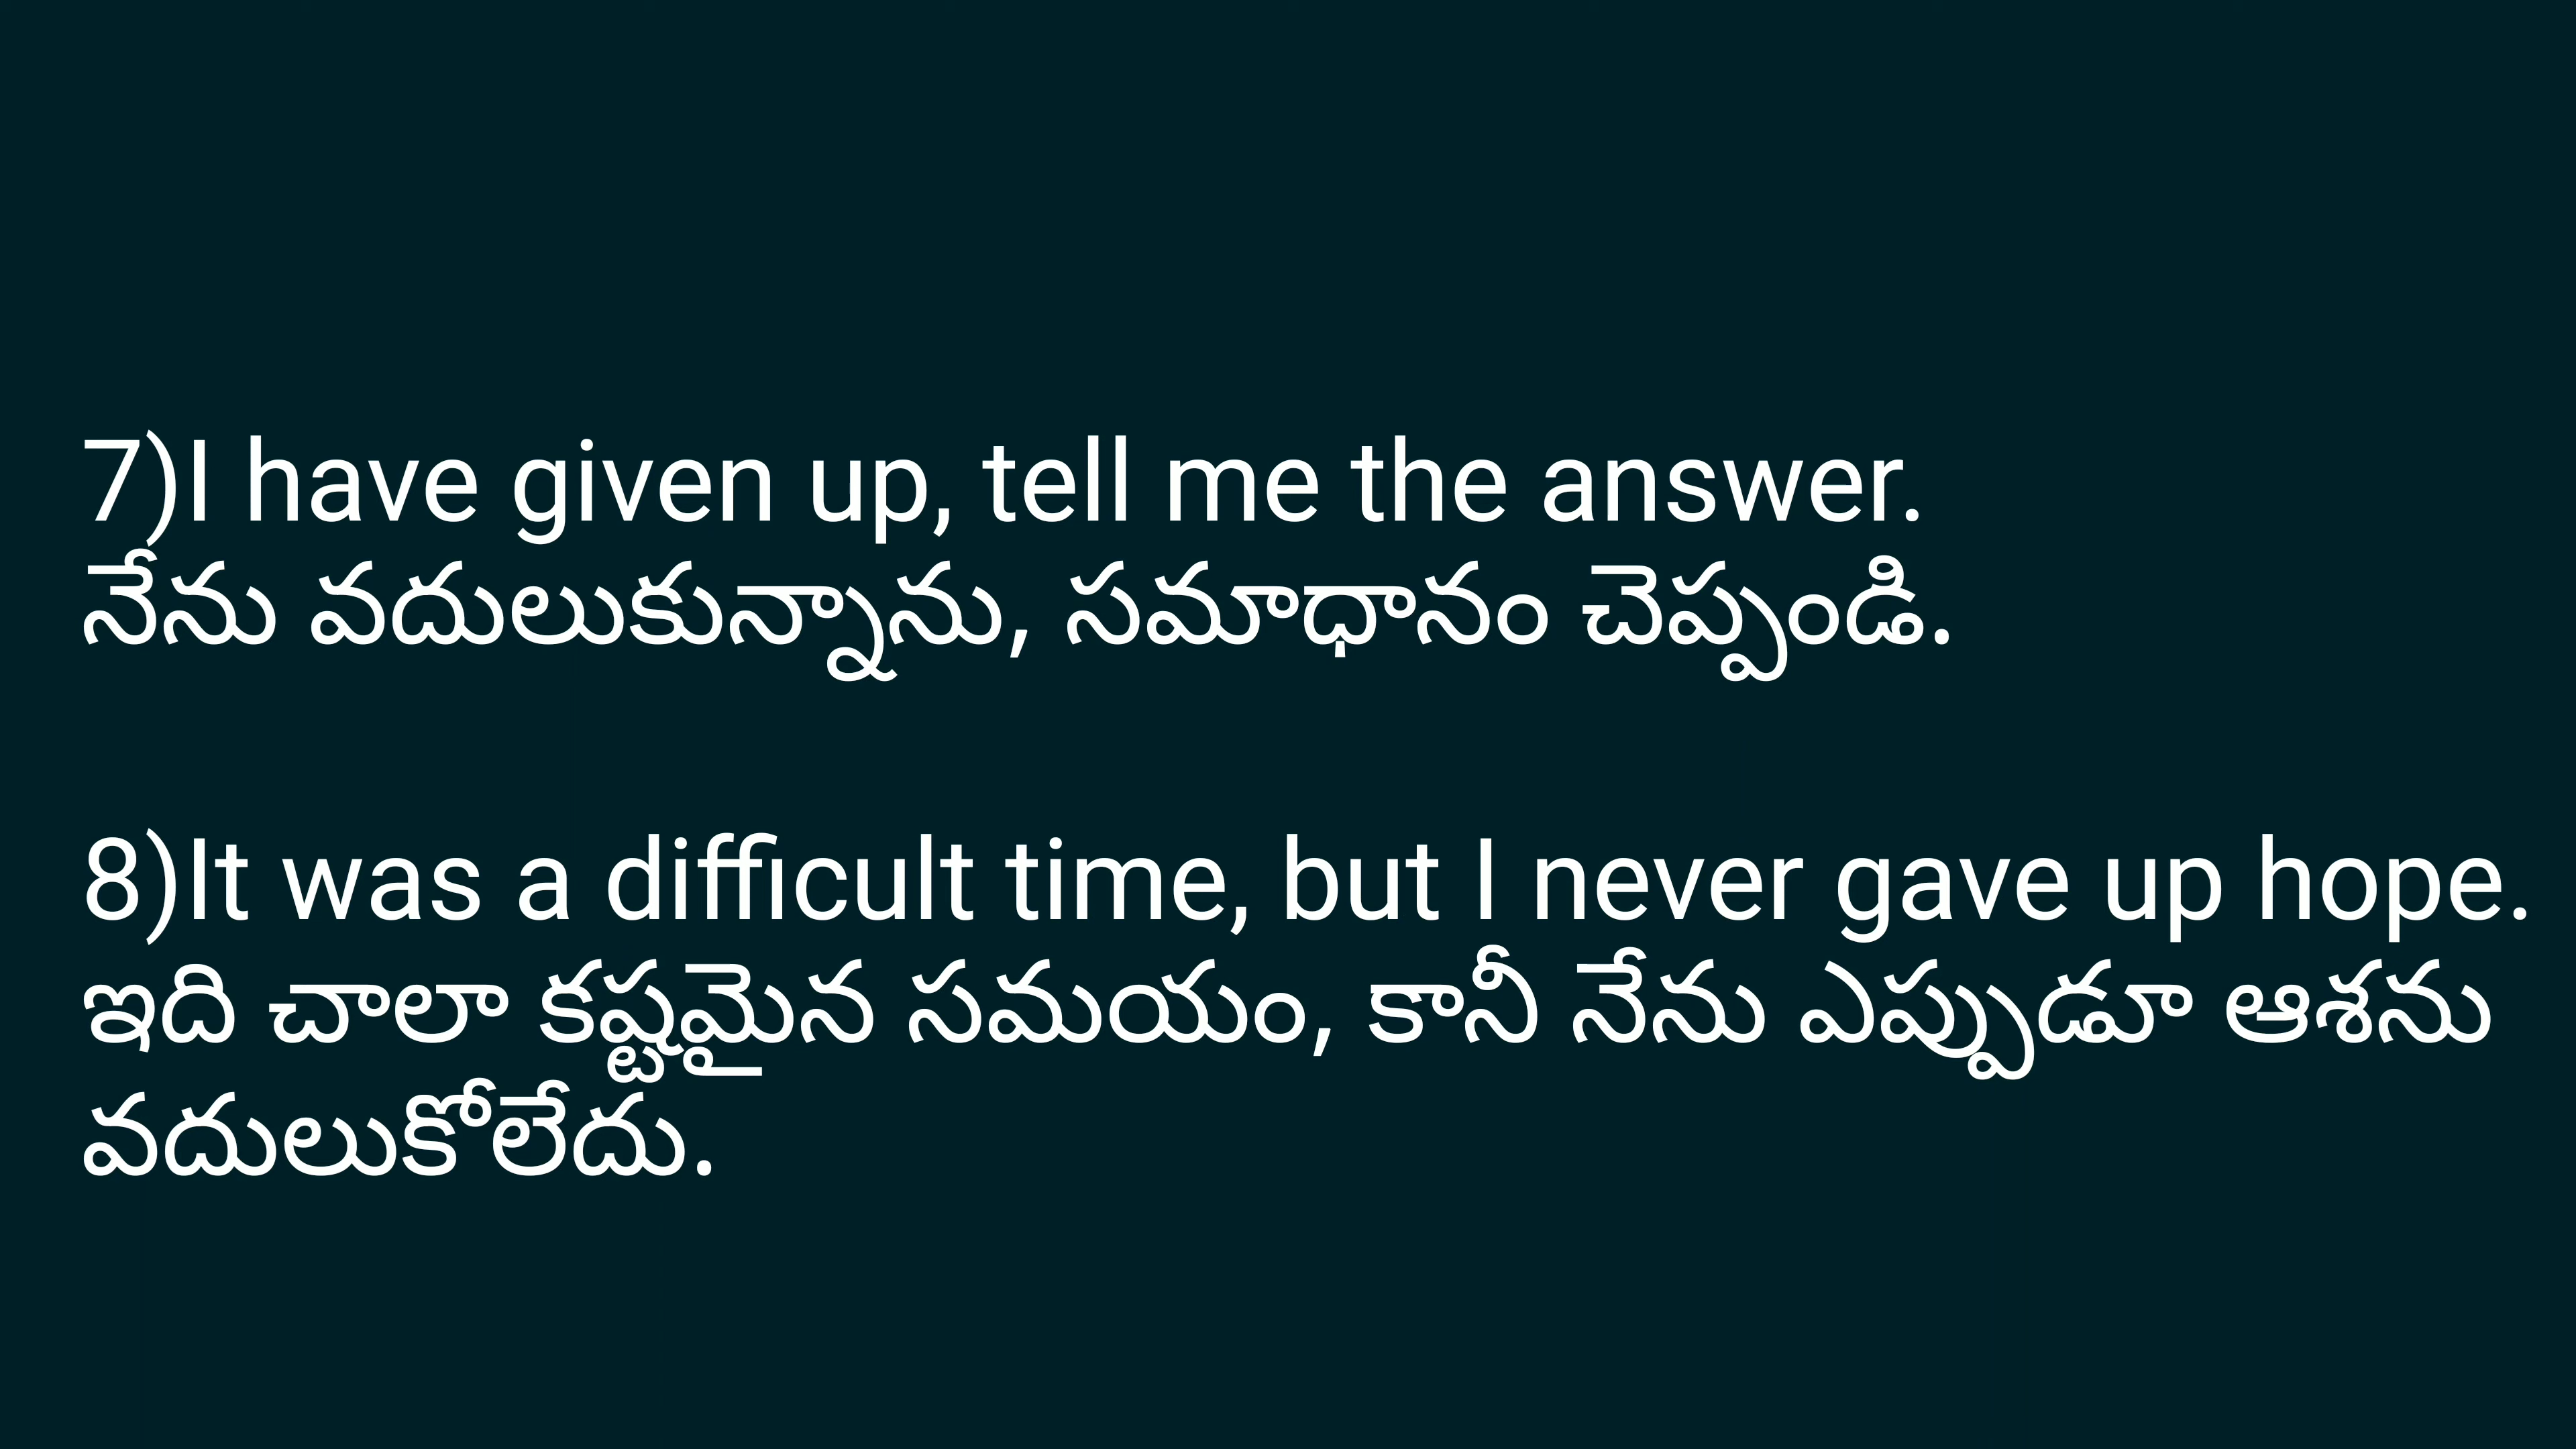 7)I have given up, tell me the answer.
నేను వదులుకున్నాను, సమాధానం చెప్పండి.
8)It was a difficult time, but I never gave up hope.
ఇది చాలా కష్టమైన సమయం, కానీ నేను ఎప్పుడూ ఆశను
వదులుకోలేదు.